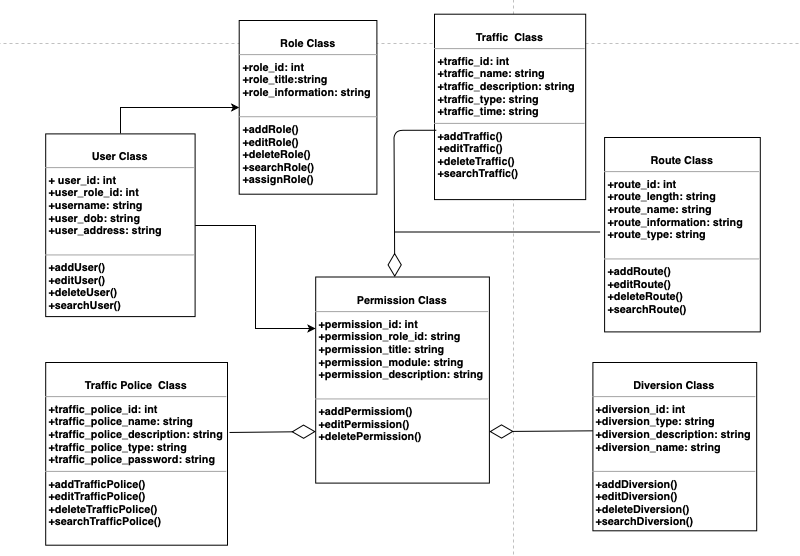 Role Class
+role_id: int
+role_title:string
+role_information: string
+addRole()
+editRole()
+deleteRole()
+searchRole()
+assignRole()
Traffic Class
+traffic_id: int
+traffic_name: string
+traffic_description: string
+traffic_type: string
+traffic_time: string
+addTraffic()
+editTraffic()
+deleteTraffic()
+searchTraffic()
User Class
+ user_id: int
+user_role_id: int
+username: string
+user_dob: string
+user_address: string
+addUser()
+editUser()
+deleteUser()
+searchUser()
Route Class
+route_id: int
+route_length: string
+route_name: string
+route_information: string
+route_type: string
+addRoute()
+editRoute()
+deleteRoute()
+searchRoute()
Permission Class
+permission_id: int
+permission_role_id: string
+permission_title: string
+permission_module: string
+permission_description: string
+addPermissiom()
+editPermission()
+deletePermission()
Traffic Police Class
+traffic_police_id: int
+traffic_police_name: string
+traffic_police_description: string
+traffic_police_type: string
+traffic_police_password: string
+addTrafficPolice()
+editTrafficPolice()
+deleteTrafficPolice()
+searchTrafficPolice()
Diversion Class
+diversion_id: int
+diversion_type: string
+diversion_description: string
+diversion_name: string
+addDiversion()
+editDiversion()
+deleteDiversion()
+searchDiversion()